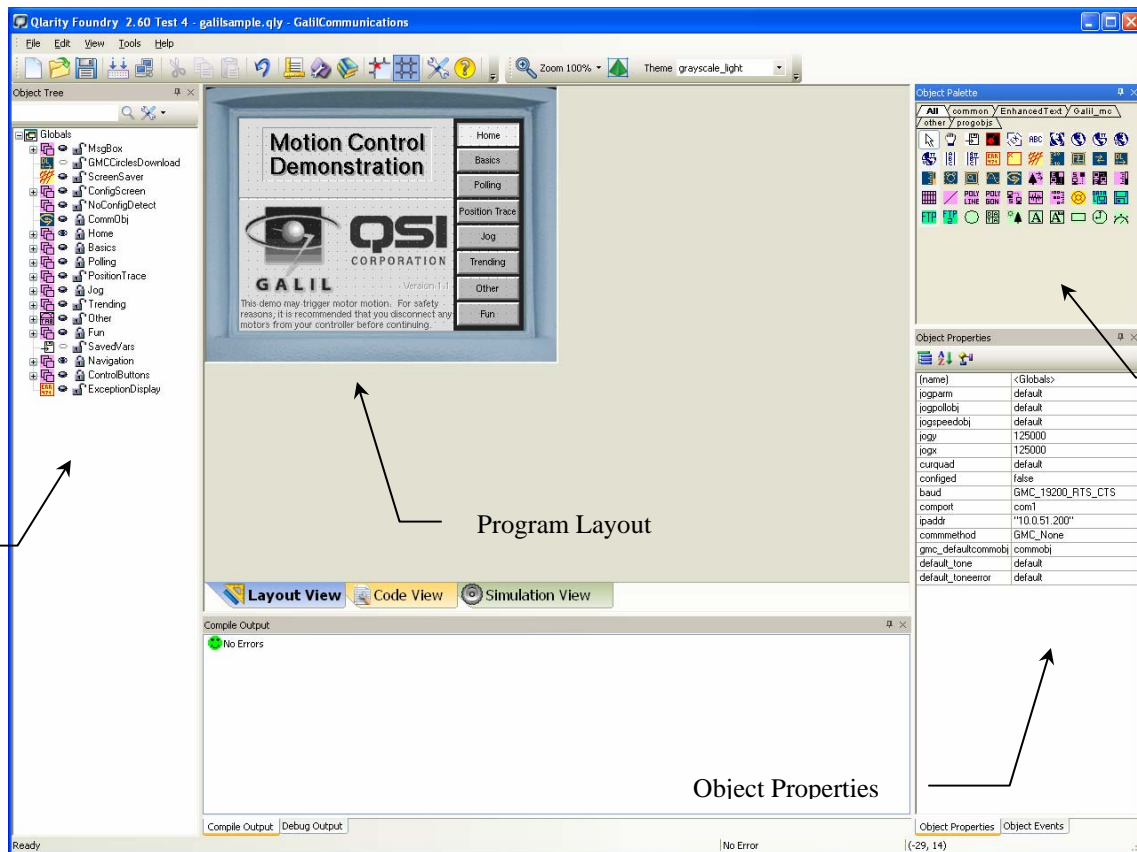 Qlarity Foundry 2.60 Test 4 - galilsample.qly - GalilCommunications
File Edit View Tools Help
Zoom 100% Theme grayscale_light
Object Tree
Globals
MsgBox
GMCCirclesDownload
ScreenSaver
ConfigScreen
NoConfigDetect
CommObj
Home
Basics
Polling
PositionTrace
Jog
Trending
Other
Fun
SavedVars
Navigation
ControlButtons
ExceptionDisplay
Motion Control
Demonstration
GALIL
QSI
CORPORATION
Version 1.1
This demo may trigger motor motion. For safety
reasons, it is recommended that you disconnect any
motors from your controller before continuing.
Home
Basics
Polling
Position Trace
Jog
Trending
Other
Fun
Program Layout
Layout View Code View Simulation View
Compile Output
No Errors
Object Properties
Compile Output Debug Output
Object Palette
All common EnhancedText Galil_mc
other progobjs
ABC
POLY LINE POLY GON
FTP FTP
A A
Object Properties
(name) <Globals>
jogparm default
jogpollobj default
jogspeedobj default
jogy 125000
jogx 125000
curquad default
configed false
baud GMC_19200_RTS_CTS
comport com1
ipaddr "10.0.51.200"
commmethod GMC_None
gmc_defaultcommobj commobj
default_tone default
default_toneerror default
Object Properties Object Events
Ready No Error (-29, 14)